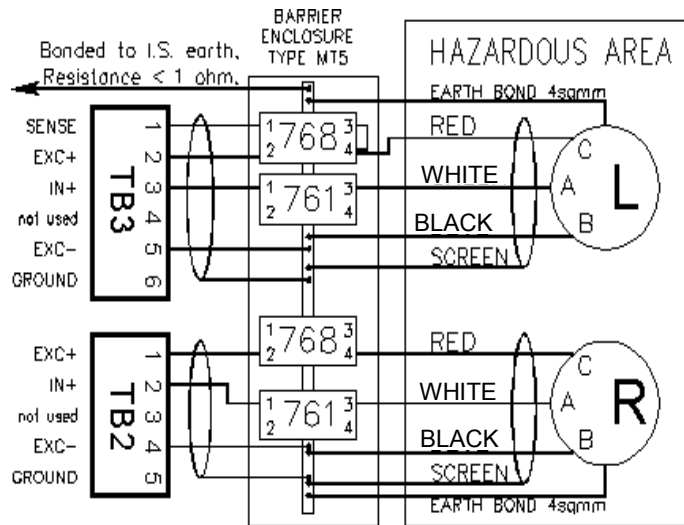 BARRIER
ENCLOSURE
TYPE MT5
Bonded to I.S. earth,
Resistance < 1 ohm.
HAZARDOUS AREA
EARTH BOND 4sqmm
SENSE 1 1 2 768 3 4 RED C
EXC+ 2
IN+ 3 1 2 761 3 4 WHITE A L
not used 4
TB3
BLACK B
EXC- 5
SCREEN
GROUND 6
EXC+ 1 1 2 768 3 4 RED C
IN+ 2 1 2 761 3 4 WHITE A R
not used 3
TB2
BLACK B
EXC- 4
SCREEN
GROUND 5
EARTH BOND 4sqmm